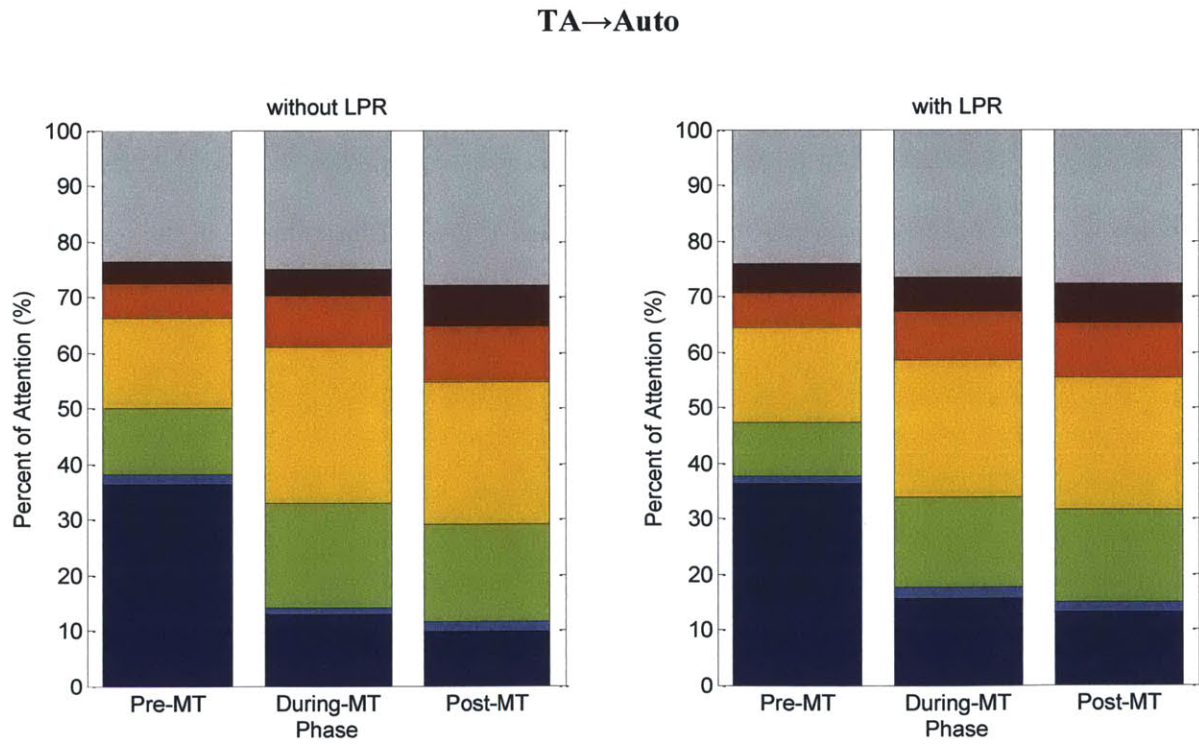 TA→Auto
without LPR
Percent of Attention (%)
100
90
80
70
60
50
40
30
20
10
0
Pre-MT
During-MT
Post-MT
Phase
with LPR
Percent of Attention (%)
100
90
80
70
60
50
40
30
20
10
0
Pre-MT
During-MT
Post-MT
Phase